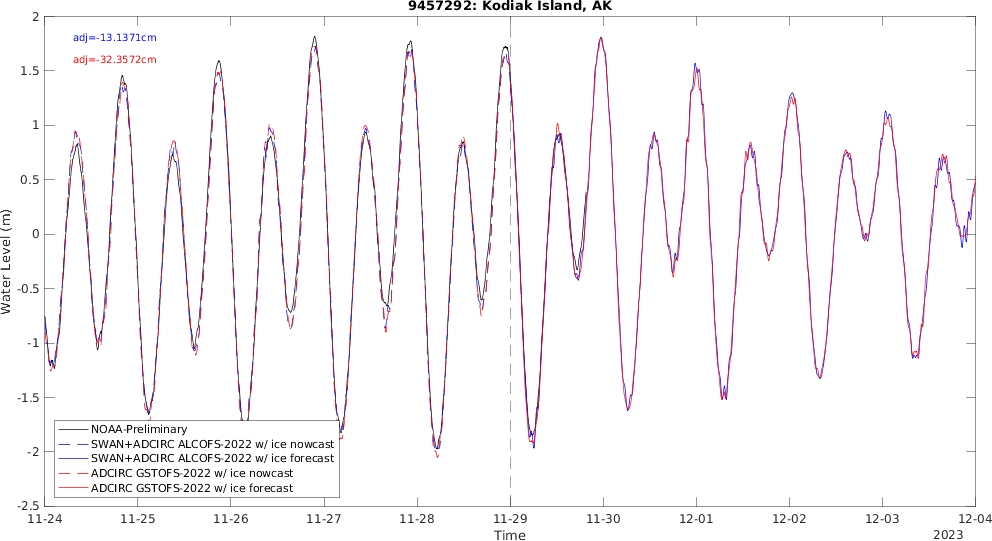 9457292: Kodiak Island, AK
adj=-13.1371cm
adj=-32.3572cm
2
1.5
1
0.5
0
-0.5
-1
-1.5
-2
-2.5
Water Level (m)
NOAA-Preliminary
SWAN+ADCIRC ALCOFS-2022 w/ ice nowcast
SWAN+ADCIRC ALCOFS-2022 w/ ice forecast
ADCIRC GSTOFS-2022 w/ ice nowcast
ADCIRC GSTOFS-2022 w/ ice forecast
11-24 11-25 11-26 11-27 11-28 11-29 11-30 12-01 12-02 12-03 12-04
Time
2023